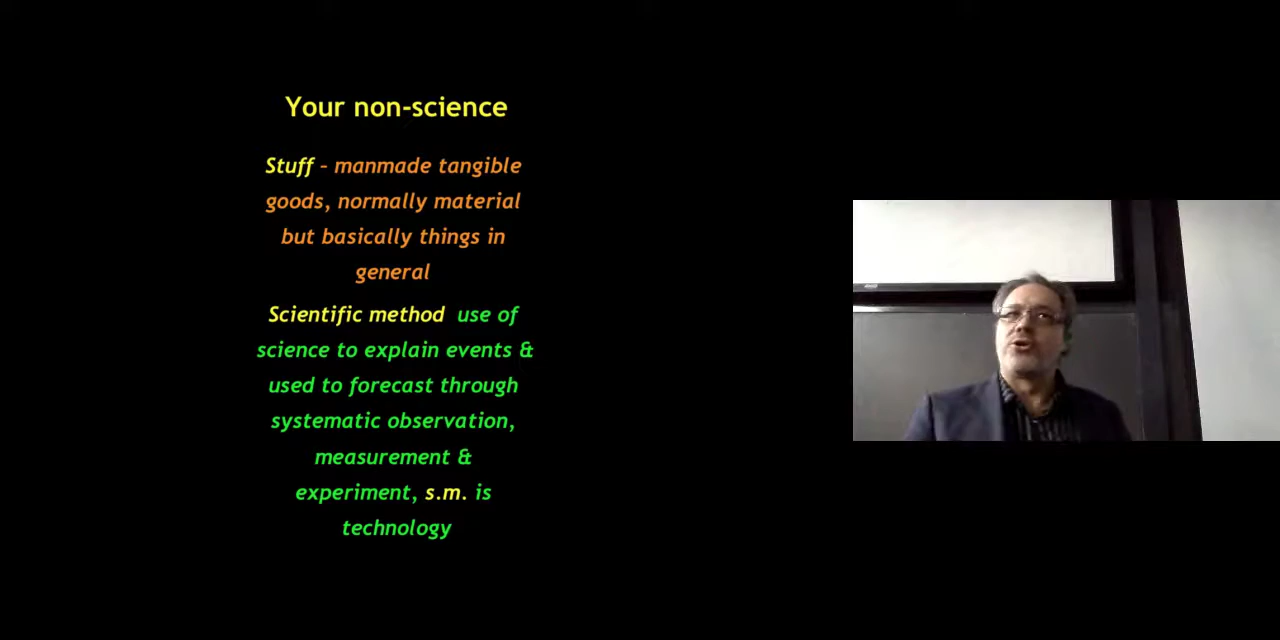 Your non-science
Stuff – manmade tangible
goods, normally material
but basically things in
general
Scientific method use of
science to explain events &
used to forecast through
systematic observation,
measurement &
experiment, s.m. is
technology